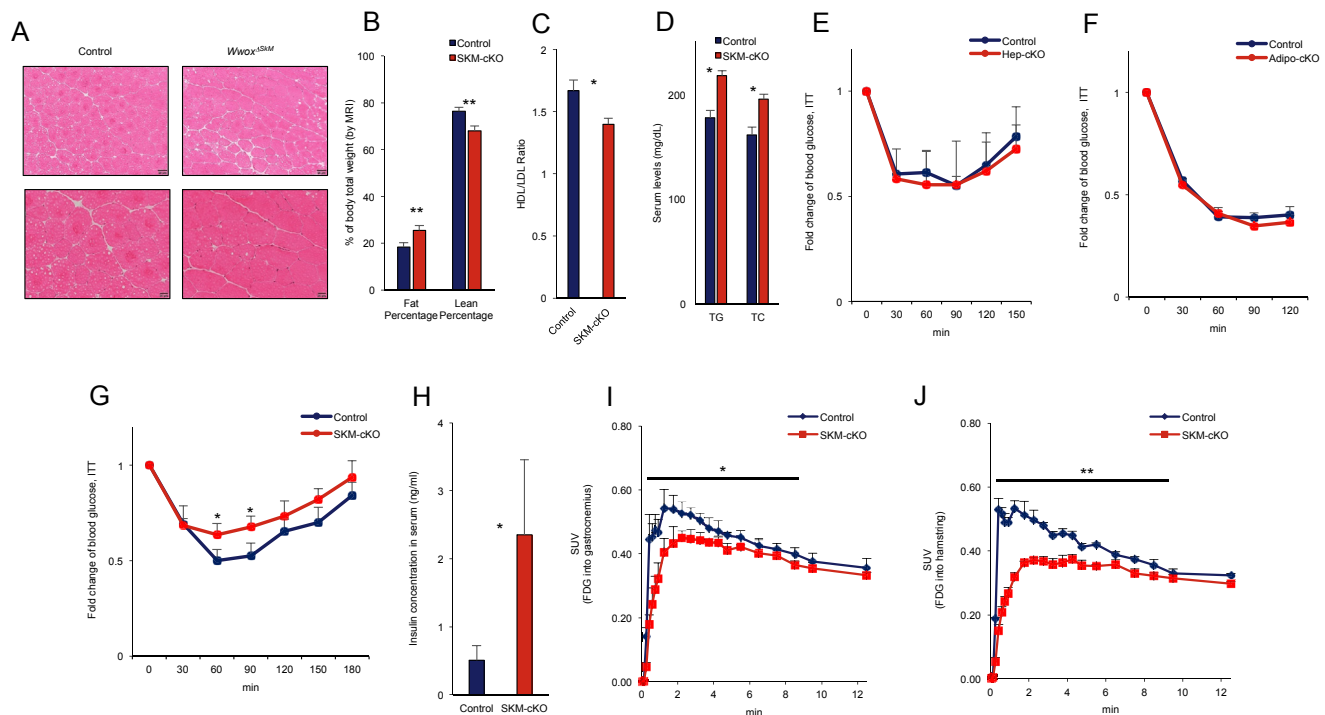 A
Control
Wwox^ΔSkM
B
Control
SKM-cKO
% of body total weight (by MRI)
100
80
60
40
20
0
**
**
Fat
Percentage
Lean
Percentage
C
HDL/LDL Ratio
2
1.6
1.2
0.8
0.4
0
*
Control
SKM-cKO
D
Control
SKM-cKO
Serum levels (mg/dL)
200
100
0
*
*
TG
TC
E
Control
Hep-cKO
Fold change of blood glucose, ITT
1
0.5
0
0
30
60
90
120
150
min
F
Control
Adipo-cKO
Fold change of blood glucose, ITT
1
0.5
0
0
30
60
90
120
min
G
Control
SKM-cKO
Fold change of blood glucose, ITT
1
0.5
0
*
*
0
30
60
90
120
150
180
min
H
Insulin concentration in serum (ng/ml)
4
3
2
1
0
*
Control
SKM-cKO
I
Control
SKM-cKO
SUV
(FDG into gastrocnemius)
0.80
0.60
0.40
0.20
0.00
*
0
2
4
6
8
10
12
min
J
Control
SKM-cKO
SUV
(FDG into hamstring)
0.80
0.60
0.40
0.20
0.00
**
0
2
4
6
8
10
12
min